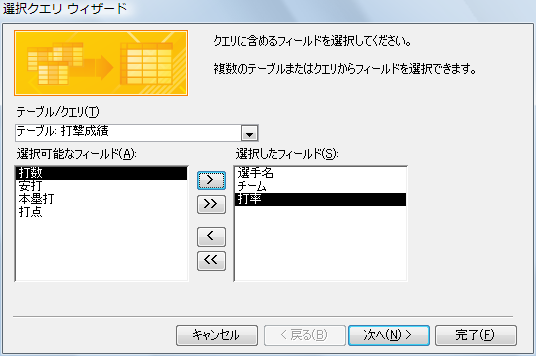 選択クエリ ウィザード
クエリに含めるフィールドを選択してください。
複数のテーブルまたはクエリからフィールドを選択できます。
テーブル/クエリ(T)
テーブル: 打撃成績
選択可能なフィールド(A):
選択したフィールド(S):
打数
安打
本塁打
打点
>
>>
<
<<
選手名
チーム
打率
キャンセル
< 戻る(B)
次へ(N) >
完了(F)